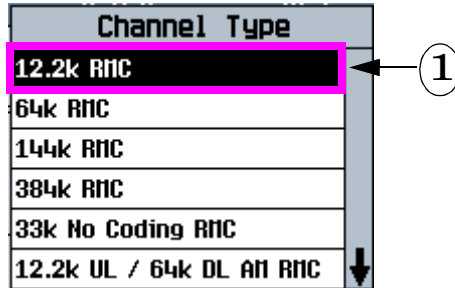 Channel Type
12.2k RMC
1
64k RMC
144k RMC
384k RMC
33k No Coding RMC
12.2k UL / 64k DL AM RMC